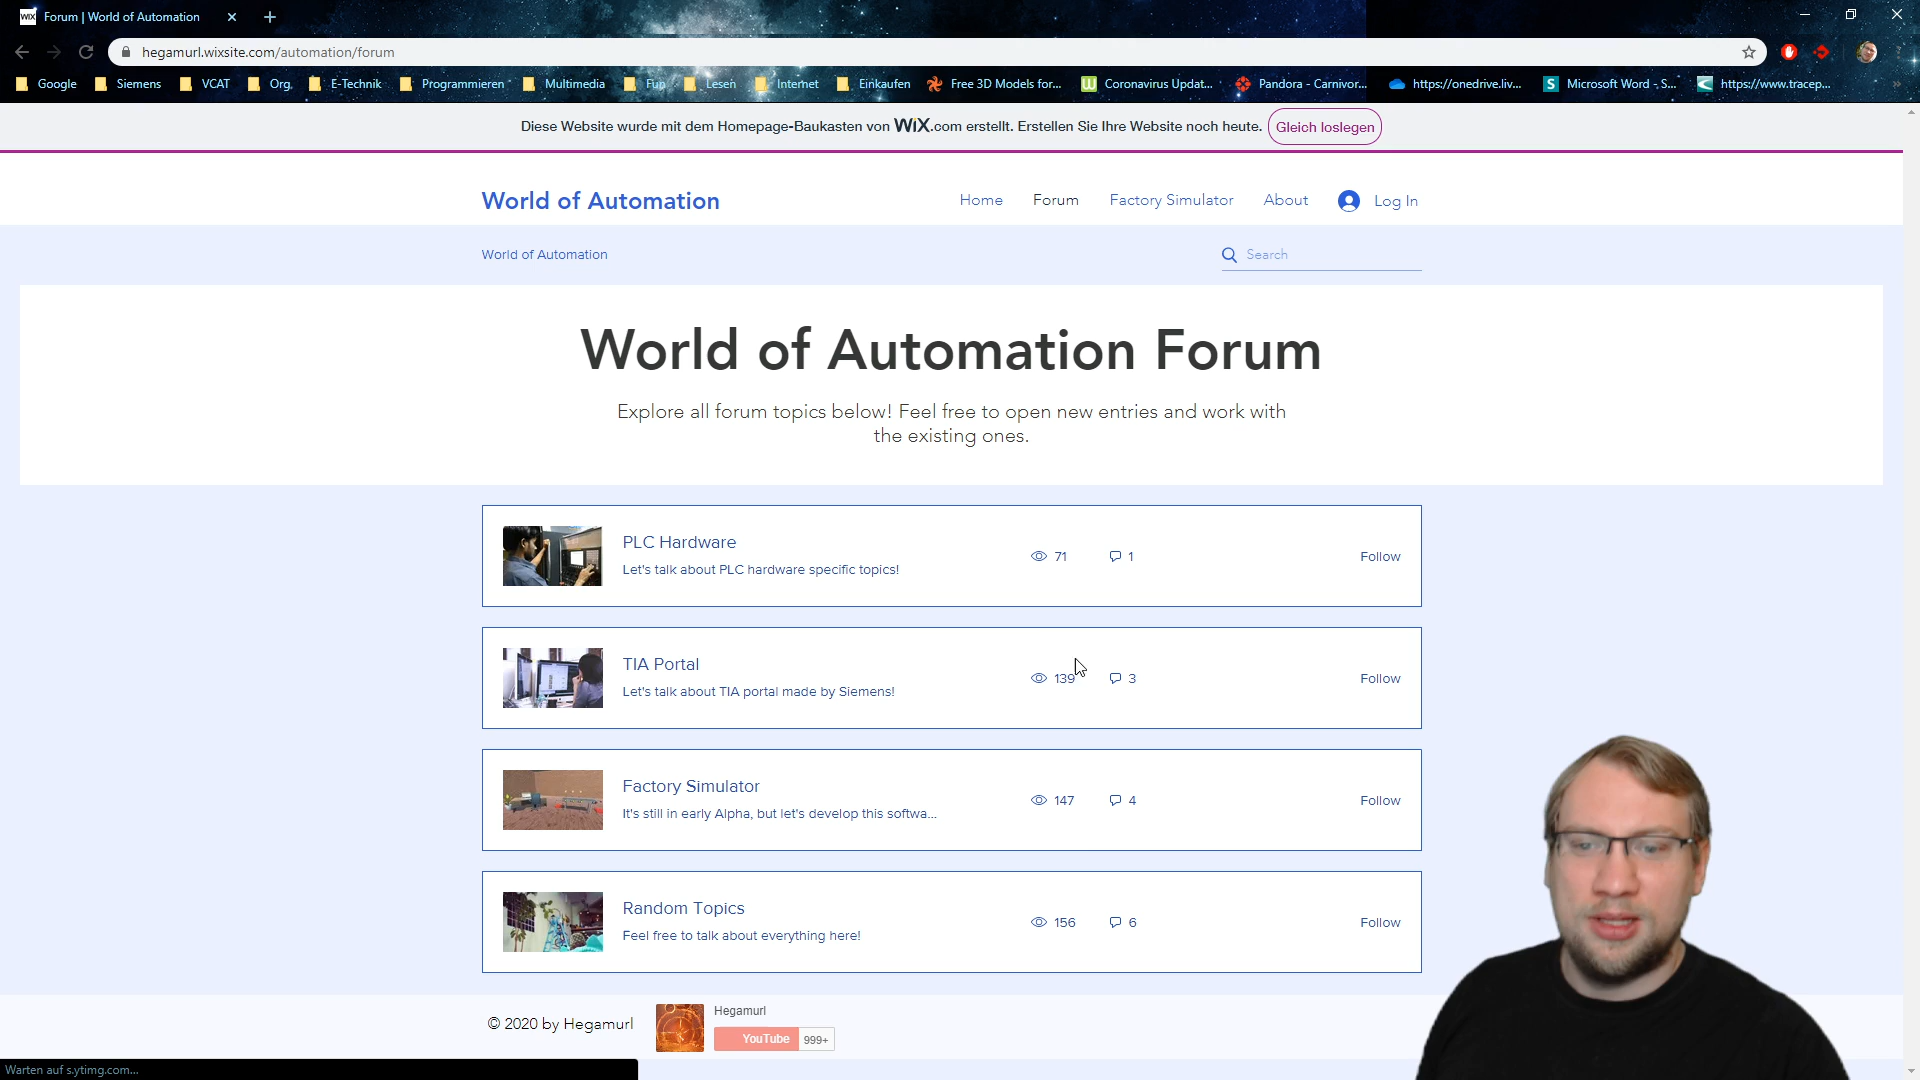 WiX Forum | World of Automation
hegamurl.wixsite.com/automation/forum
Google Siemens VCAT Org. E-Technik Programmieren Multimedia Fun Lesen Internet Einkaufen Free 3D Models for... Coronavirus Updat... Pandora - Carnivor... https://onedrive.liv... Microsoft Word - S... https://www.tracep...
Diese Website wurde mit dem Homepage-Baukasten von WiX.com erstellt. Erstellen Sie Ihre Website noch heute. Gleich loslegen
World of Automation Home Forum Factory Simulator About Log In
World of Automation Search
World of Automation Forum
Explore all forum topics below! Feel free to open new entries and work with
the existing ones.
PLC Hardware
Let's talk about PLC hardware specific topics!
71 1 Follow
TIA Portal
Let's talk about TIA portal made by Siemens!
139 3 Follow
Factory Simulator
It's still in early Alpha, but let's develop this softwa...
147 4 Follow
Random Topics
Feel free to talk about everything here!
156 6 Follow
© 2020 by Hegamurl
Hegamurl
YouTube 999+
Warten auf s.ytimg.com...